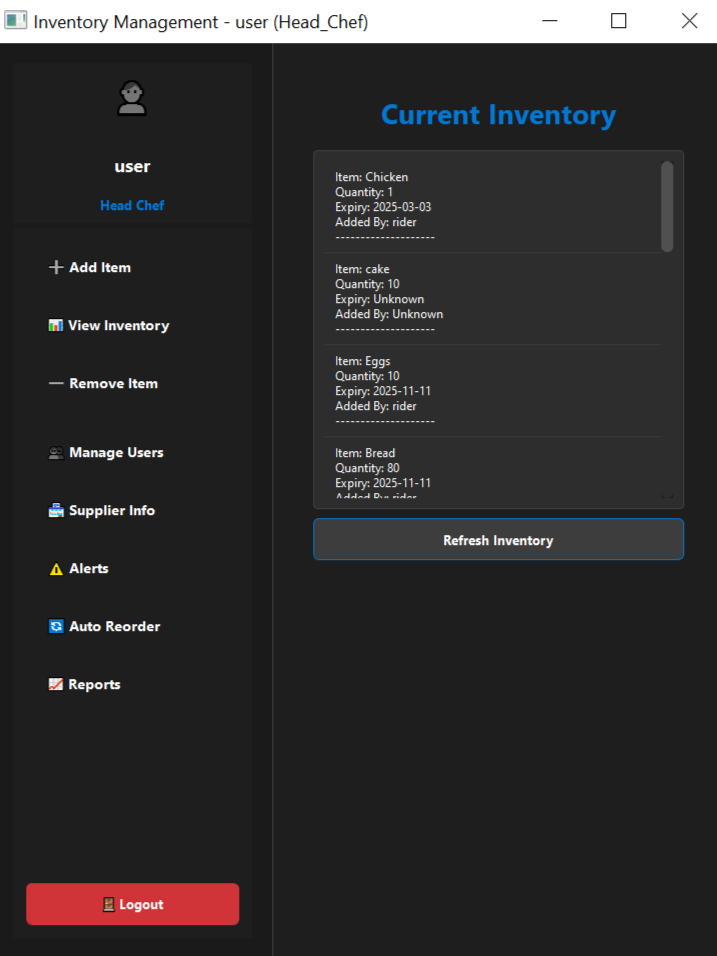 Inventory Management - user (Head_Chef)
user
Head Chef
Add Item
View Inventory
Remove Item
Manage Users
Supplier Info
Alerts
Auto Reorder
Reports
Logout
Current Inventory
Item: Chicken
Quantity: 1
Expiry: 2025-03-03
Added By: rider
--------------------
Item: cake
Quantity: 10
Expiry: Unknown
Added By: Unknown
--------------------
Item: Eggs
Quantity: 10
Expiry: 2025-11-11
Added By: rider
--------------------
Item: Bread
Quantity: 80
Expiry: 2025-11-11
Added By: rider
Refresh Inventory